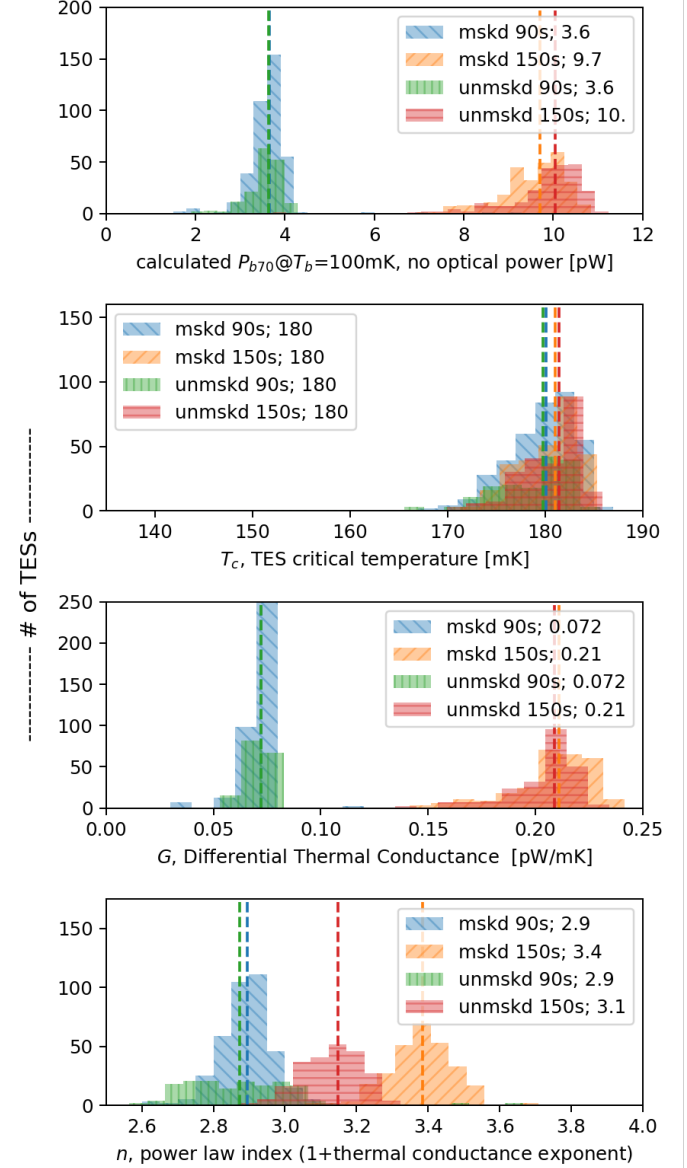 200
150
100
50
0
mskd 90s; 3.6
mskd 150s; 9.7
unmskd 90s; 3.6
unmskd 150s; 10.
0 2 4 6 8 10 12
calculated P_{b70}@T_b=100mK, no optical power [pW]
150
100
50
0
mskd 90s; 180
mskd 150s; 180
unmskd 90s; 180
unmskd 150s; 180
140 150 160 170 180 190
T_c, TES critical temperature [mK]
------------ # of TESs ------------
250
200
150
100
50
0
mskd 90s; 0.072
mskd 150s; 0.21
unmskd 90s; 0.072
unmskd 150s; 0.21
0.00 0.05 0.10 0.15 0.20 0.25
G, Differential Thermal Conductance [pW/mK]
150
100
50
0
mskd 90s; 2.9
mskd 150s; 3.4
unmskd 90s; 2.9
unmskd 150s; 3.1
2.6 2.8 3.0 3.2 3.4 3.6 3.8 4.0
n, power law index (1+thermal conductance exponent)